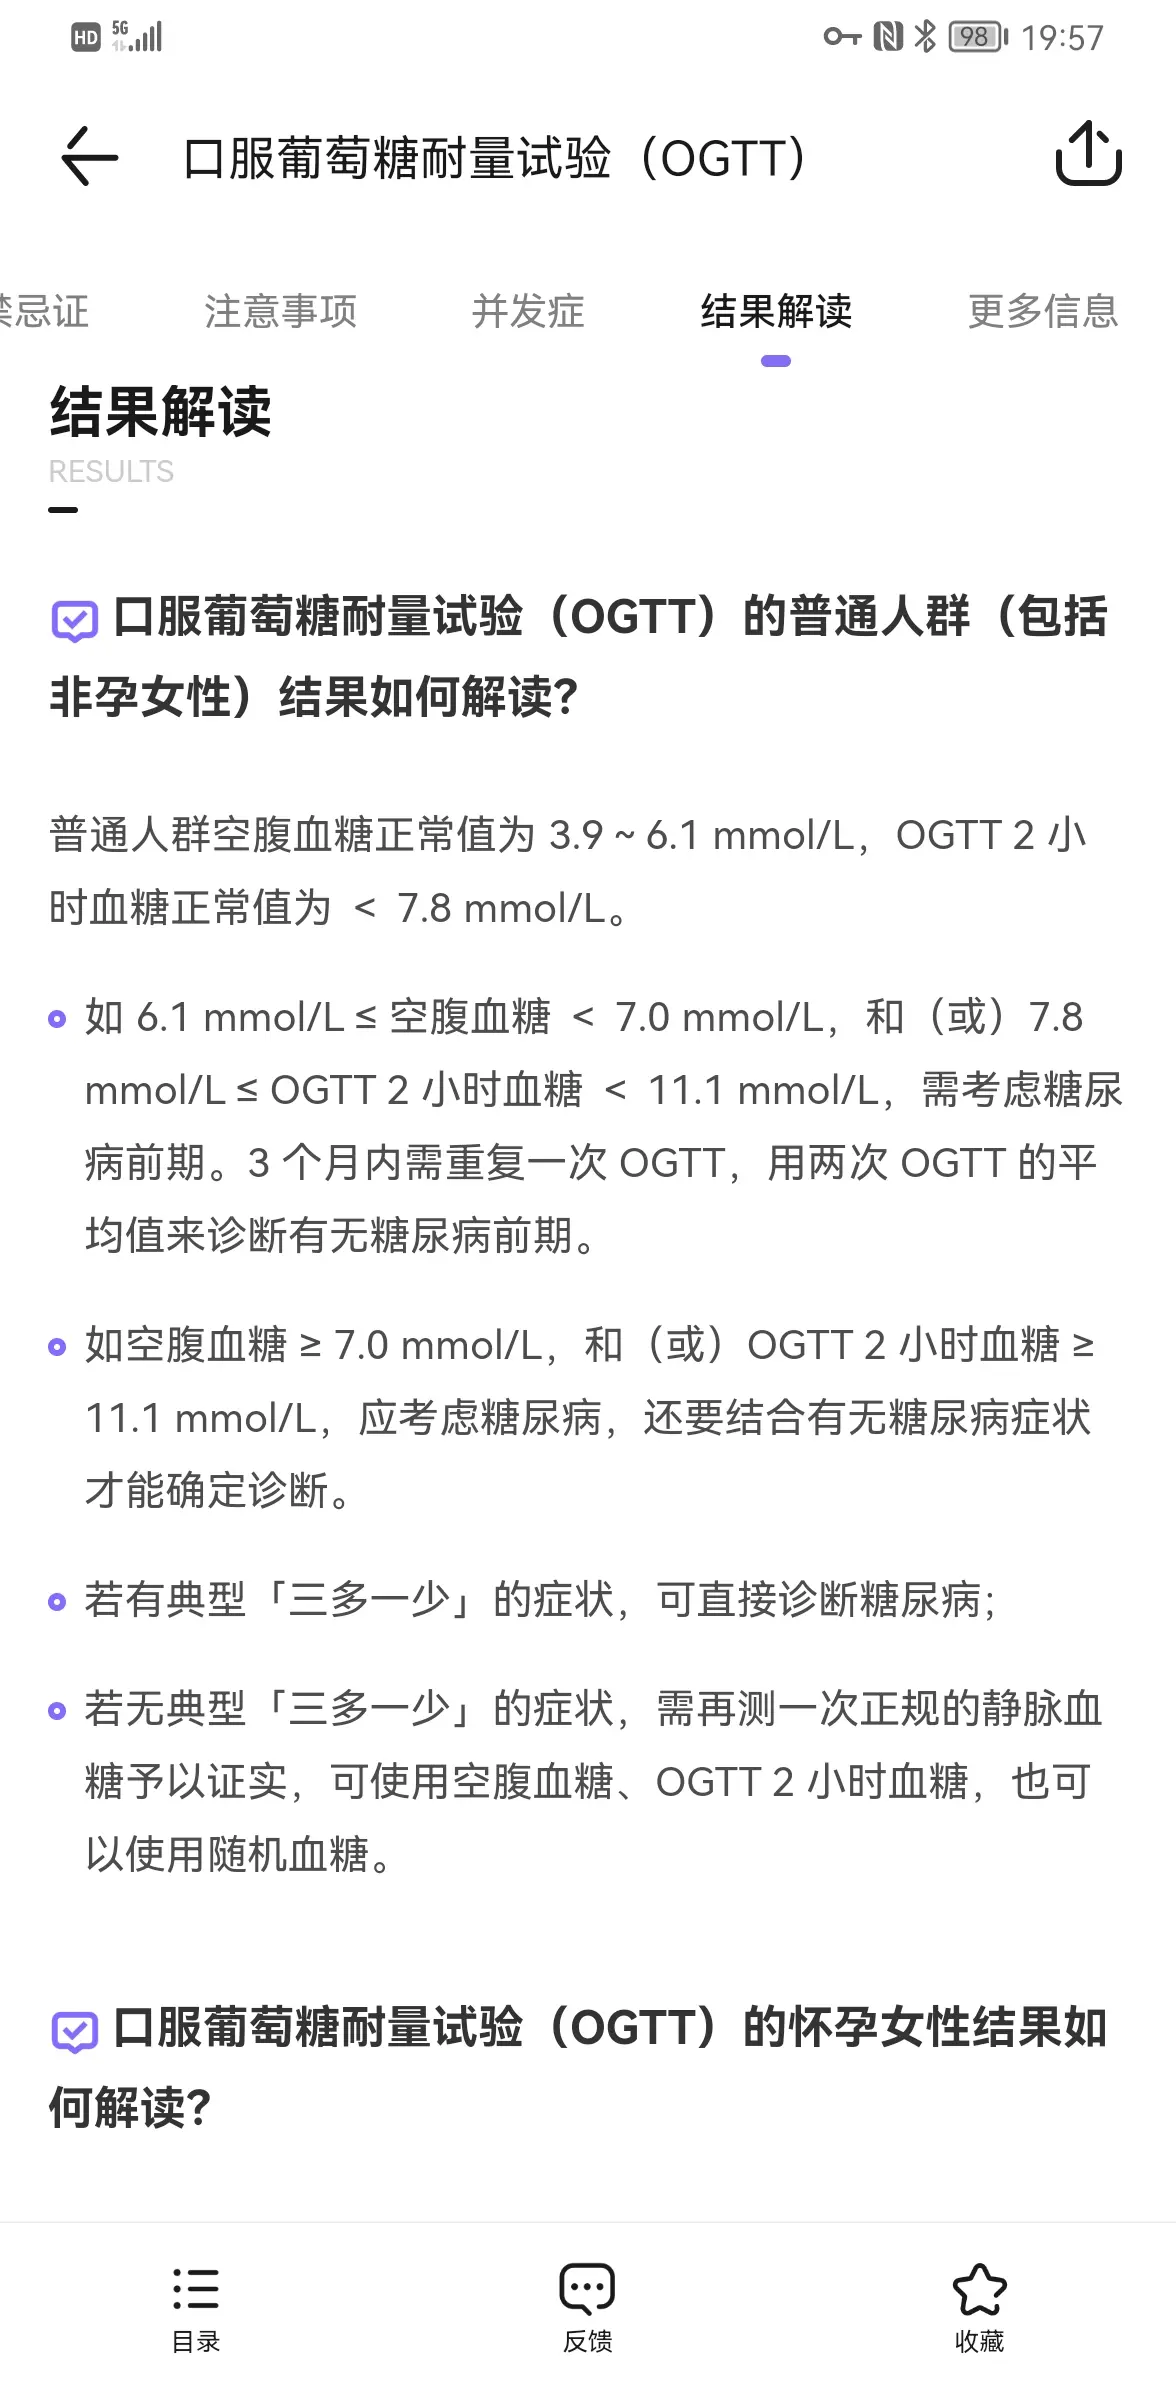 HD 5G 98 19:57
口服葡萄糖耐量试验（OGTT）
禁忌证 注意事项 并发症 结果解读 更多信息
结果解读
RESULTS
口服葡萄糖耐量试验（OGTT）的普通人群（包括
非孕女性）结果如何解读?
普通人群空腹血糖正常值为 3.9 ~ 6.1 mmol/L，OGTT 2 小
时血糖正常值为 ＜ 7.8 mmol/L。
如 6.1 mmol/L ≤ 空腹血糖 ＜ 7.0 mmol/L，和（或）7.8
mmol/L ≤ OGTT 2 小时血糖 ＜ 11.1 mmol/L，需考虑糖尿
病前期。3 个月内需重复一次 OGTT，用两次 OGTT 的平
均值来诊断有无糖尿病前期。
如空腹血糖 ≥ 7.0 mmol/L，和（或）OGTT 2 小时血糖 ≥
11.1 mmol/L，应考虑糖尿病，还要结合有无糖尿病症状
才能确定诊断。
若有典型「三多一少」的症状，可直接诊断糖尿病；
若无典型「三多一少」的症状，需再测一次正规的静脉血
糖予以证实，可使用空腹血糖、OGTT 2 小时血糖，也可
以使用随机血糖。
口服葡萄糖耐量试验（OGTT）的怀孕女性结果如
何解读?
目录 反馈 收藏